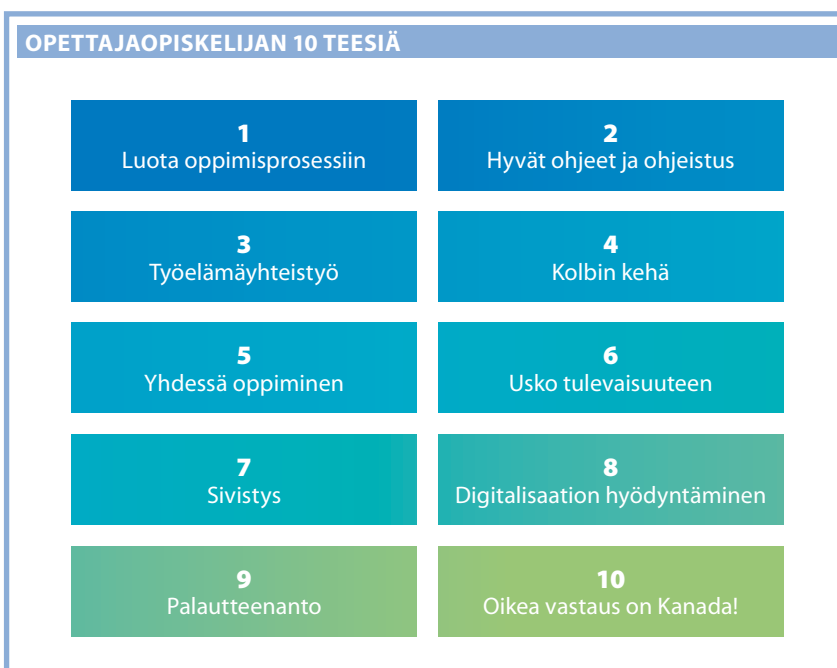 OPETTAJAOPISKELIJAN 10 TEESIÄ
1
Luota oppimisprosessiin
2
Hyvät ohjeet ja ohjeistus
3
Työelämäyhteistyö
4
Kolbin kehä
5
Yhdessä oppiminen
6
Usko tulevaisuuteen
7
Sivistys
8
Digitalisaation hyödyntäminen
9
Palautteenanto
10
Oikea vastaus on Kanada!